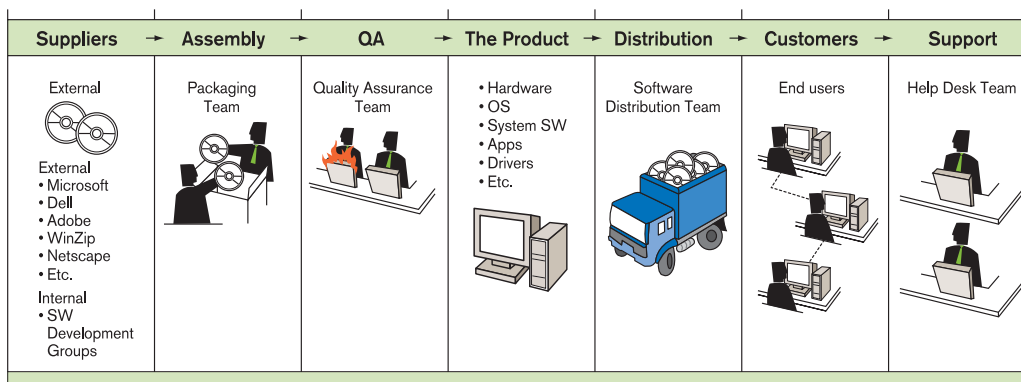 Suppliers → Assembly → QA → The Product → Distribution → Customers → Support
External
External
• Microsoft
• Dell
• Adobe
• WinZip
• Netscape
• Etc.
Internal
• SW
Development
Groups
Packaging
Team
Quality Assurance
Team
• Hardware
• OS
• System SW
• Apps
• Drivers
• Etc.
Software
Distribution Team
End users
Help Desk Team